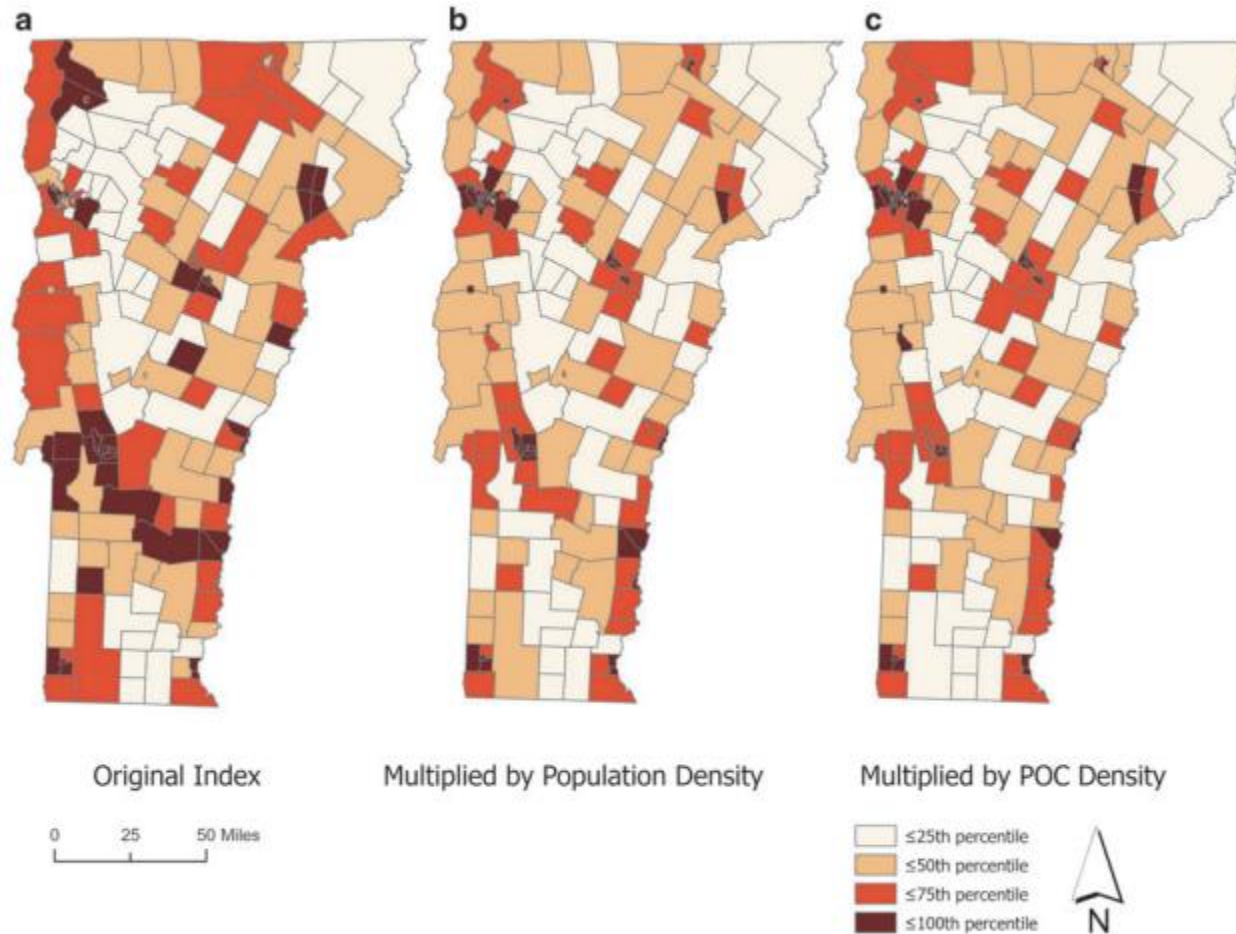 a
b
c
Original Index
Multiplied by Population Density
Multiplied by POC Density
0 25 50 Miles
≤25th percentile
≤50th percentile
≤75th percentile
≤100th percentile
N